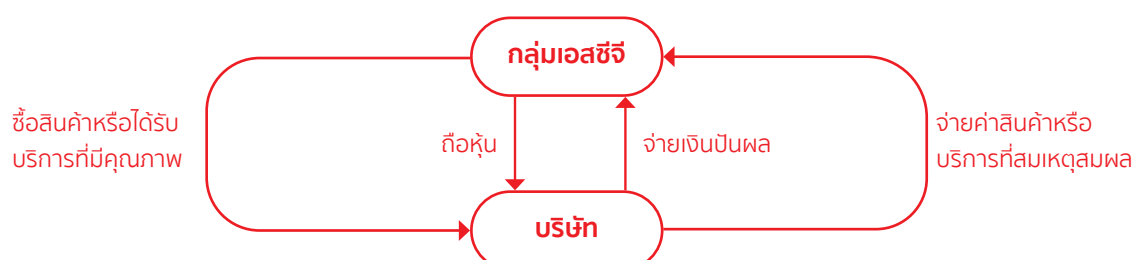 กลุ่มเอสซีจี
ซื้อสินค้าหรือได้รับ
บริการที่มีคุณภาพ
ถือหุ้น
จ่ายเงินปันผล
จ่ายค่าสินค้าหรือ
บริการที่สมเหตุสมผล
บริษัท